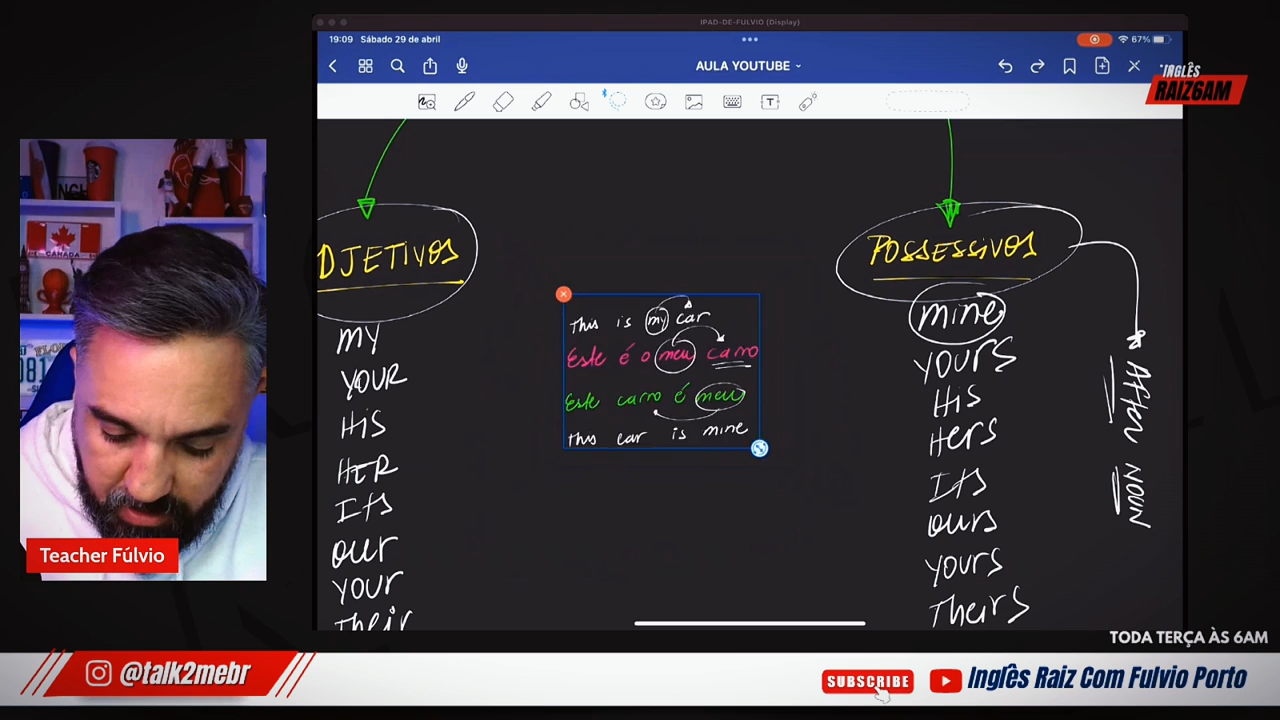 IPAD-DE-FULVIO (Display)
19:09 Sábado 29 de abril
67%
AULA YOUTUBE
INGLÊS
RAIZ6AM
CANADA
DJETIVOS
MY
YOUR
HIS
HER
ITS
OUR
YOUR
THEIR
This is my car
Este é o meu carro
Este carro é meu
this car is mine
POSSESSIVOS
mine
YOURS
HIS
HERS
ITS
OURS
YOURS
THEIRS
AFTER NOUN
Teacher Fúlvio
TODA TERÇA ÀS 6AM
@talk2mebr
SUBSCRIBE
Inglês Raiz Com Fulvio Porto